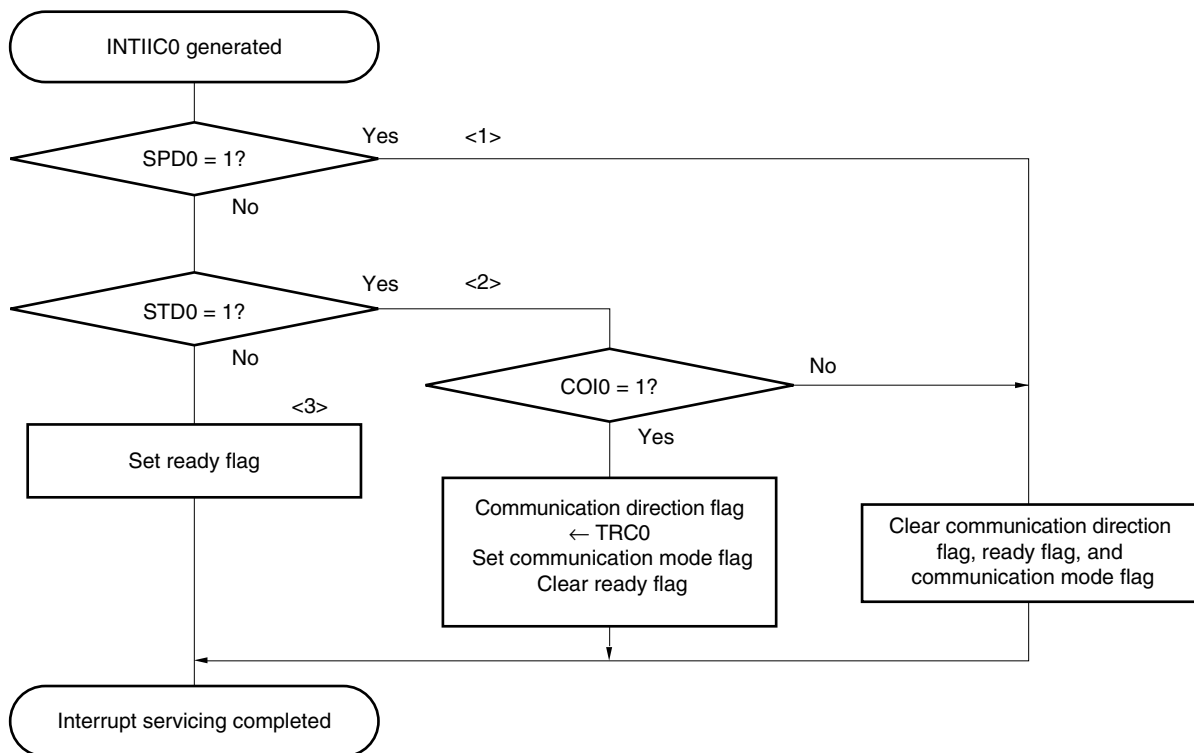 INTIIC0 generated
Yes
<1>
SPD0 = 1?
No
Yes
<2>
STD0 = 1?
No
COI0 = 1?
No
<3>
Yes
Set ready flag
Communication direction flag
← TRC0
Set communication mode flag
Clear ready flag
Clear communication direction
flag, ready flag, and
communication mode flag
Interrupt servicing completed